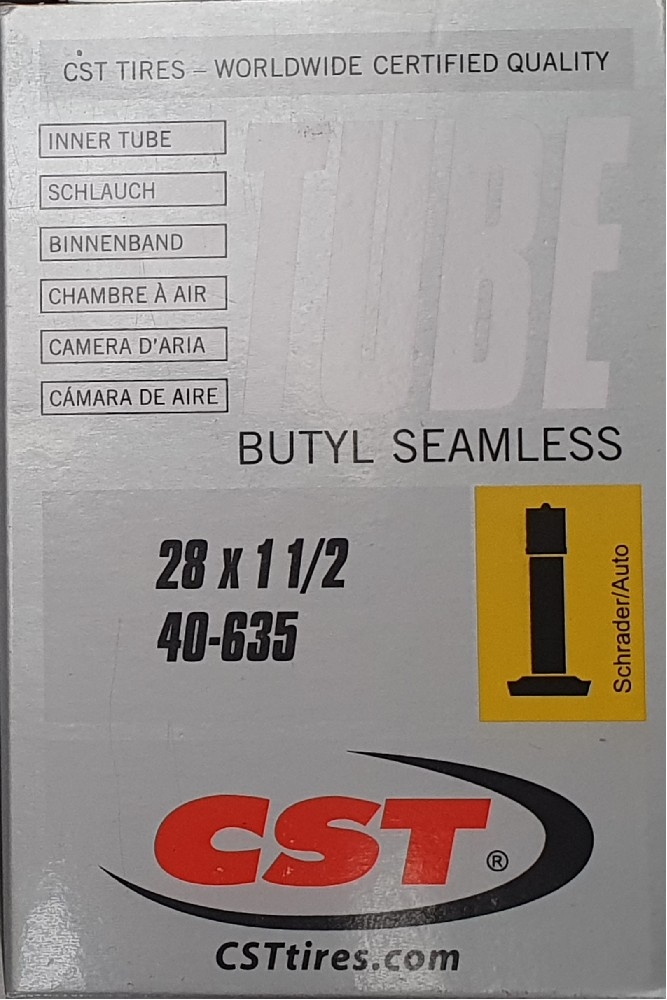 CST TIRES – WORLDWIDE CERTIFIED QUALITY
INNER TUBE
SCHLAUCH
BINNENBAND
CHAMBRE À AIR
CAMERA D'ARIA
CÁMARA DE AIRE
TUBE
BUTYL SEAMLESS
28 x 1 1/2
40-635
Schrader/Auto
CST®
CSTtires.com